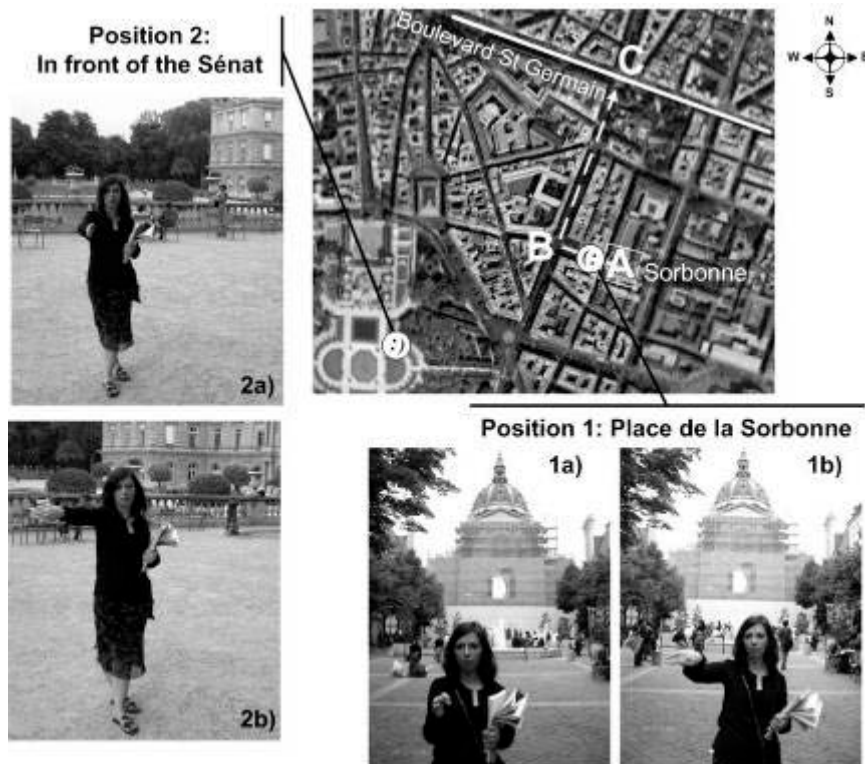 Position 2:
In front of the Sénat
N
W E
S
Boulevard St Germain
C
B
A
Sorbonne
:)
2a)
Position 1: Place de la Sorbonne
1a)
1b)
2b)